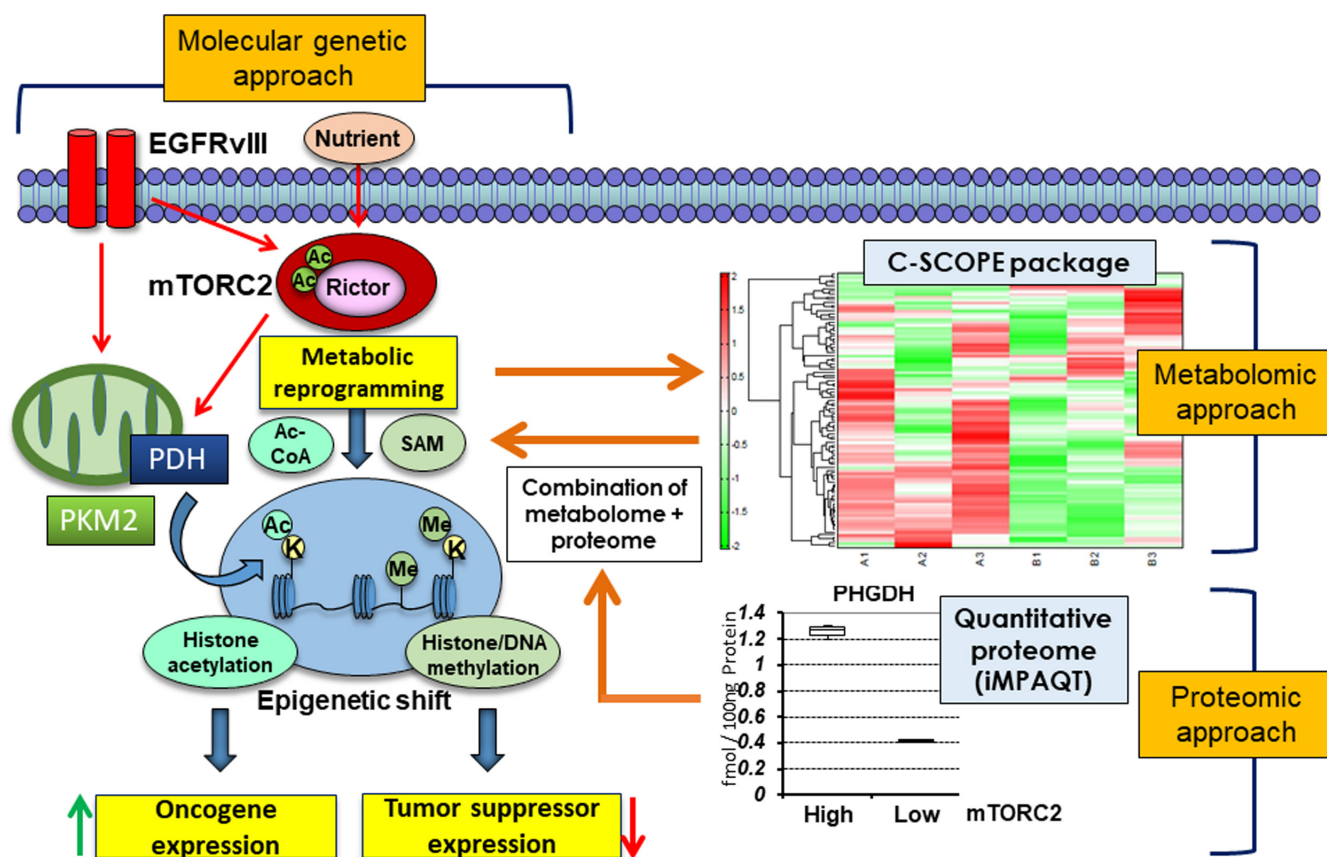 Molecular genetic
approach
EGFRvIII
Nutrient
mTORC2
Ac
Ac
Rictor
Metabolic
reprogramming
Ac-
CoA
SAM
PDH
PKM2
Ac
K
Me
Me
K
Histone
acetylation
Histone/DNA
methylation
Epigenetic shift
Oncogene
expression
Tumor suppressor
expression
Combination of
metabolome +
proteome
C-SCOPE package
2
1.5
1
0.5
0
-0.5
-1
-1.5
-2
A1
A2
A3
B1
B2
B3
Metabolomic
approach
PHGDH
fmol/100ng Protein
1.4
1.2
1
0.8
0.6
0.4
0.2
0
High
Low
mTORC2
Quantitative
proteome
(iMPAQT)
Proteomic
approach